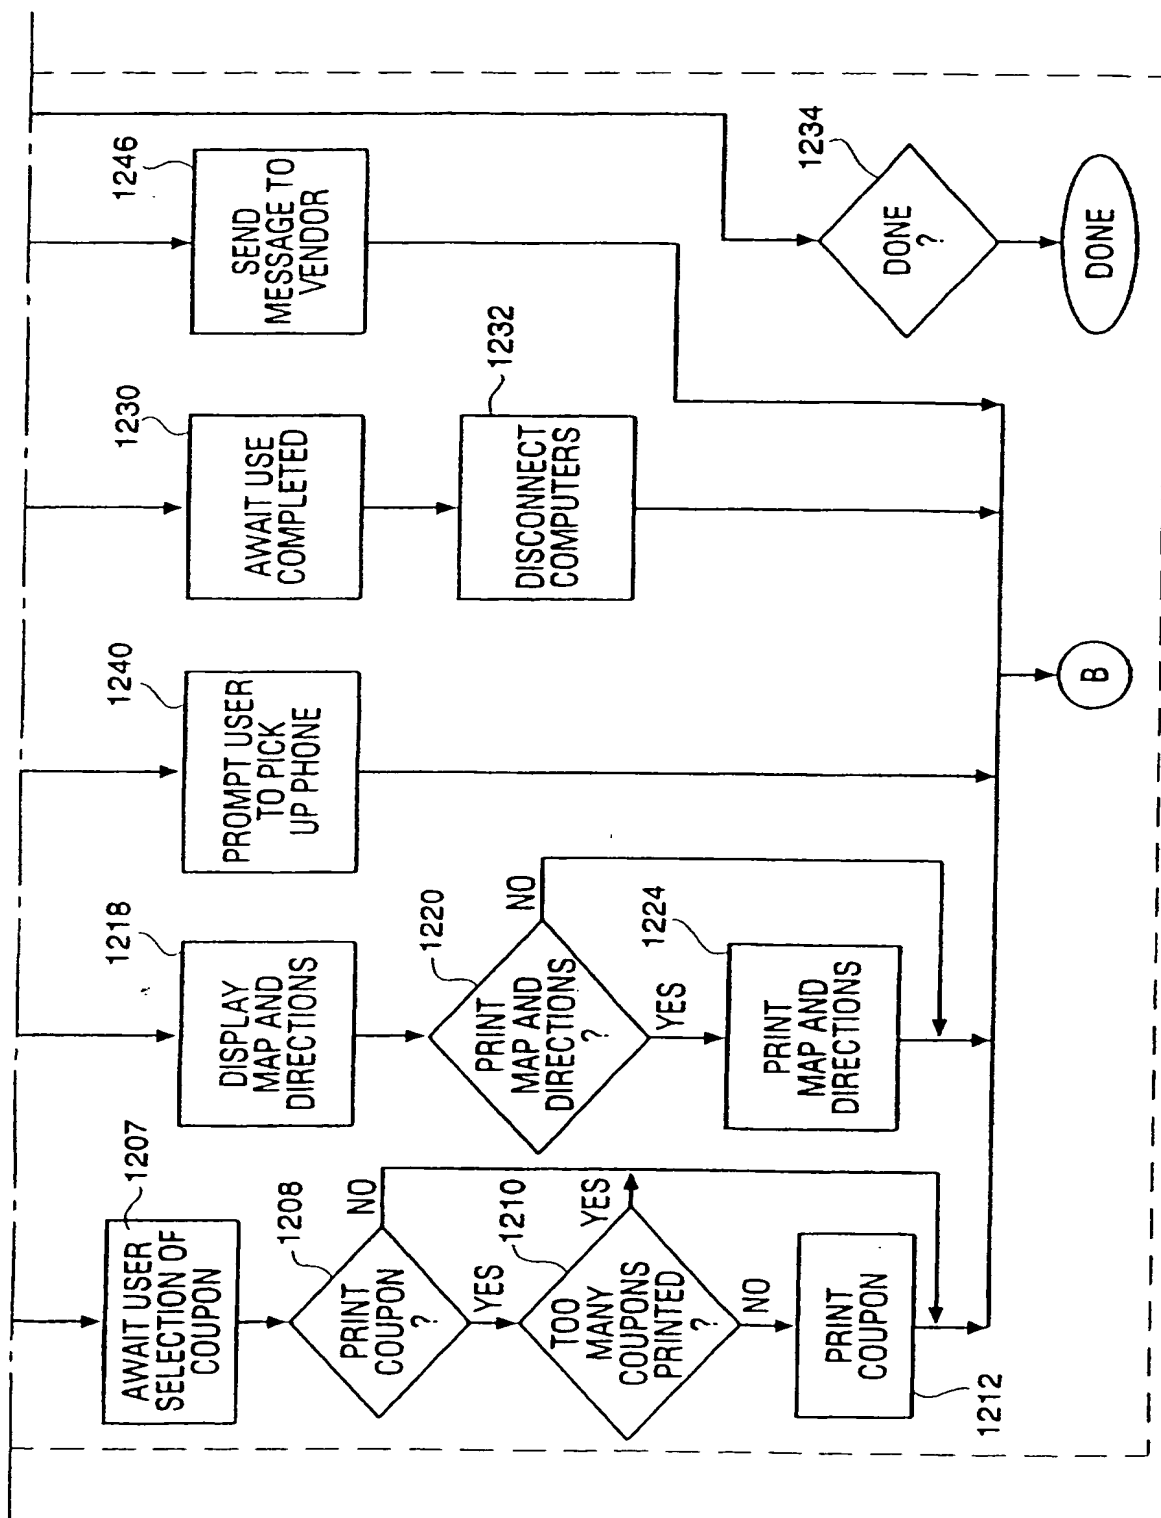 1207
AWAIT USER
SELECTION OF
COUPON
1208
PRINT
COUPON
?
NO
YES
1210
TOO
MANY
COUPONS
PRINTED
?
YES
NO
PRINT
COUPON
1212
1218
DISPLAY
MAP AND
DIRECTIONS
1220
PRINT
MAP AND
DIRECTIONS
?
NO
YES
1224
PRINT
MAP AND
DIRECTIONS
1240
PROMPT USER
TO PICK
UP PHONE
1230
AWAIT USE
COMPLETED
1232
DISCONNECT
COMPUTERS
1246
SEND
MESSAGE TO
VENDOR
1234
DONE
?
DONE
B